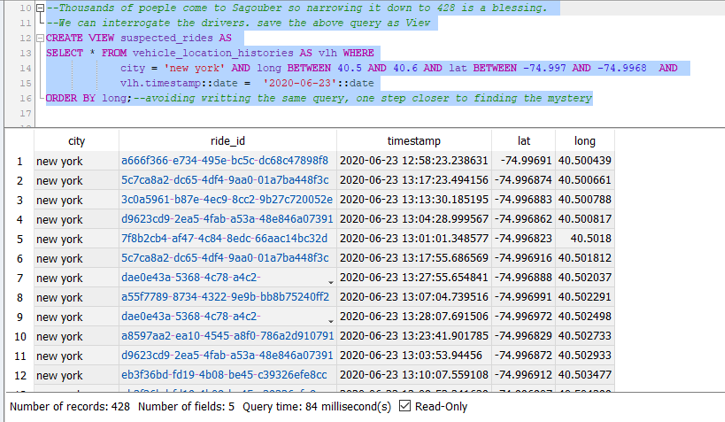 10 --Thousands of poeple come to Sagouber so narrowing it down to 428 is a blessing.
11 --We can interrogate the drivers. save the above query as View
12 CREATE VIEW suspected_rides AS
13 SELECT * FROM vehicle_location_histories AS vlh WHERE
14 city = 'new york' AND long BETWEEN 40.5 AND 40.6 AND lat BETWEEN -74.997 AND -74.9968 AND
15 vlh.timestamp::date = '2020-06-23'::date
16 ORDER BY long;--avoiding writting the same query, one step closer to finding the mystery
city ride_id timestamp lat long
1 new york a666f366-e734-495e-bc5c-dc68c47898f8 2020-06-23 12:58:23.238631 -74.99691 40.500439
2 new york 5c7ca8a2-dc65-4df4-9aa0-01a7ba448f3c 2020-06-23 13:17:23.494156 -74.996874 40.500661
3 new york 3c0a5961-b87e-4ec9-8cc2-9b27c720052e 2020-06-23 13:13:30.185195 -74.996883 40.500788
4 new york d9623cd9-2ea5-4fab-a53a-48e846a07391 2020-06-23 13:04:28.999567 -74.996862 40.500817
5 new york 7f8b2cb4-af47-4c84-8edc-66aac14bc32d 2020-06-23 13:01:01.348577 -74.996823 40.5018
6 new york 5c7ca8a2-dc65-4df4-9aa0-01a7ba448f3c 2020-06-23 13:17:55.686569 -74.996916 40.501812
7 new york dae0e43a-5368-4c78-a4c2- 2020-06-23 13:27:55.654841 -74.996888 40.502037
8 new york a55f7789-8734-4322-9e9b-bb8b75240ff2 2020-06-23 13:07:04.739516 -74.996991 40.502291
9 new york dae0e43a-5368-4c78-a4c2- 2020-06-23 13:28:07.691506 -74.996972 40.502498
10 new york a8597aa2-ea10-4545-a8f0-786a2d910791 2020-06-23 13:23:41.901785 -74.996829 40.502733
11 new york d9623cd9-2ea5-4fab-a53a-48e846a07391 2020-06-23 13:03:53.94456 -74.996872 40.502933
12 new york eb3f36bd-fd19-4b08-be45-c39326efe8cc 2020-06-23 13:10:07.559108 -74.996912 40.503477
Number of records: 428 Number of fields: 5 Query time: 84 millisecond(s) Read-Only